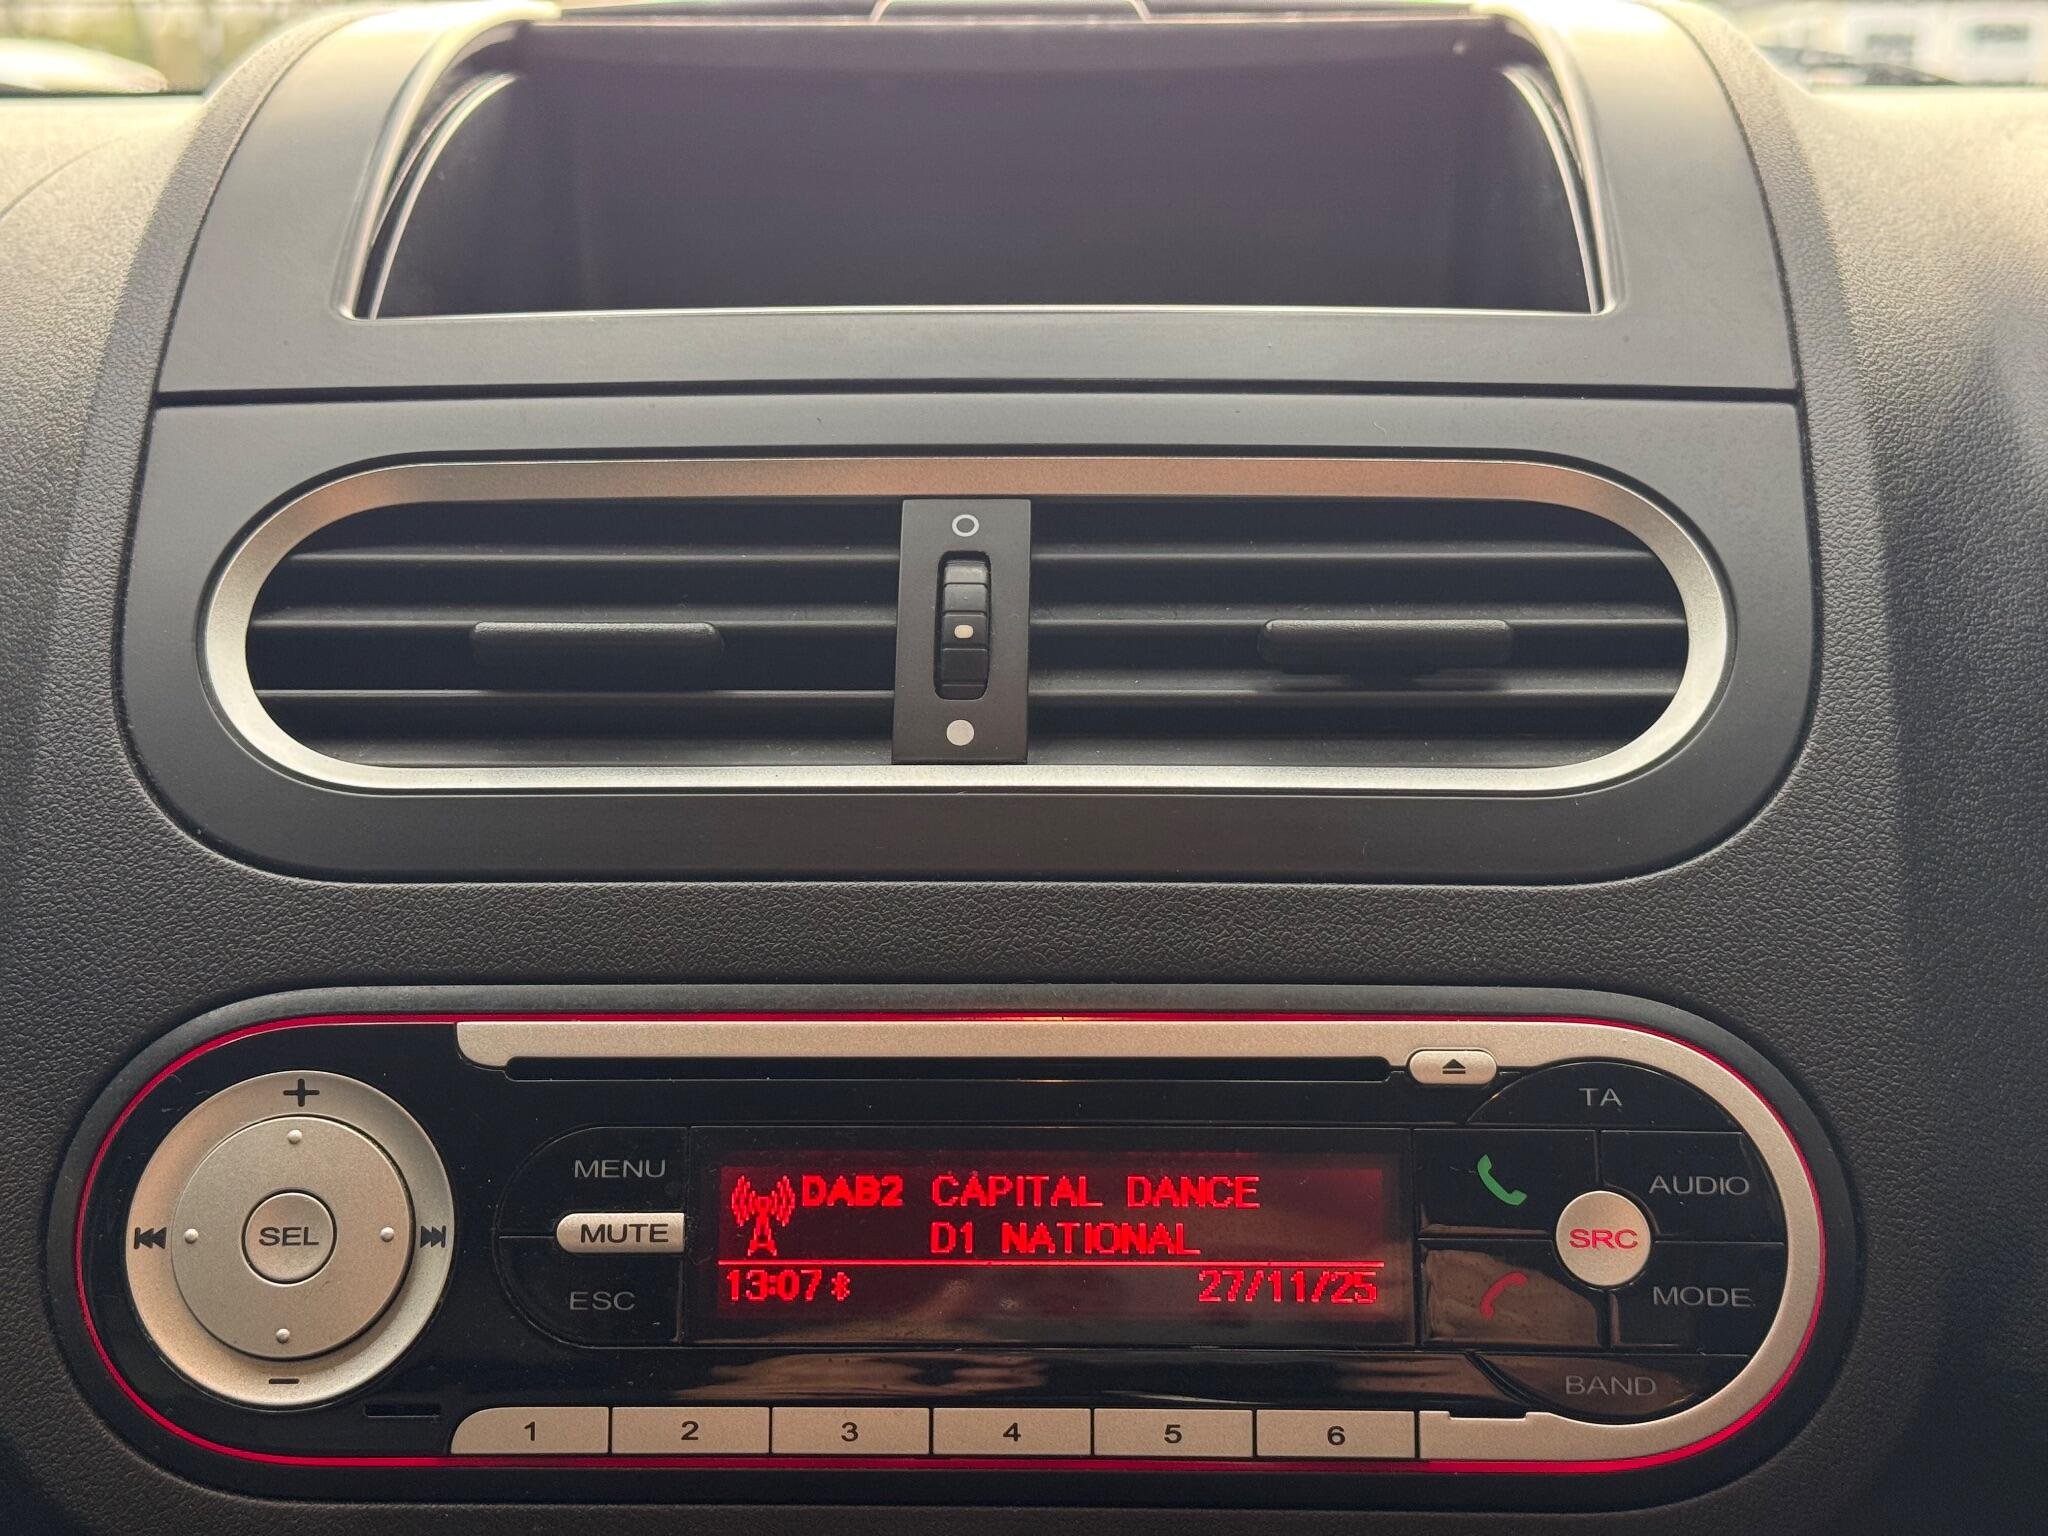 +
SEL
-
MENU
MUTE
ESC
DAB2 CAPITAL DANCE
D1 NATIONAL
13:07 27/11/25
TA
AUDIO
SRC
MODE
BAND
1 2 3 4 5 6